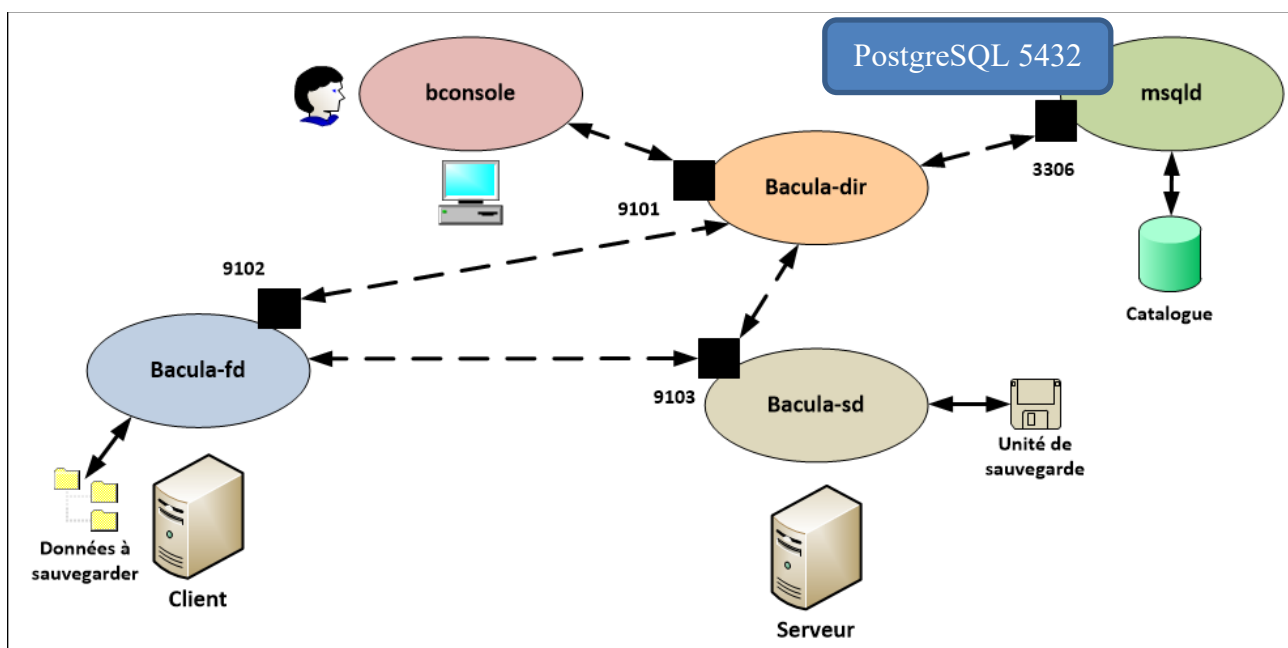 PostgreSQL 5432
bconsole
msqld
3306
Bacula-dir
9101
9102
Catalogue
Bacula-fd
9103
Bacula-sd
Unité de
sauvegarde
Données à
sauvegarder
Client
Serveur